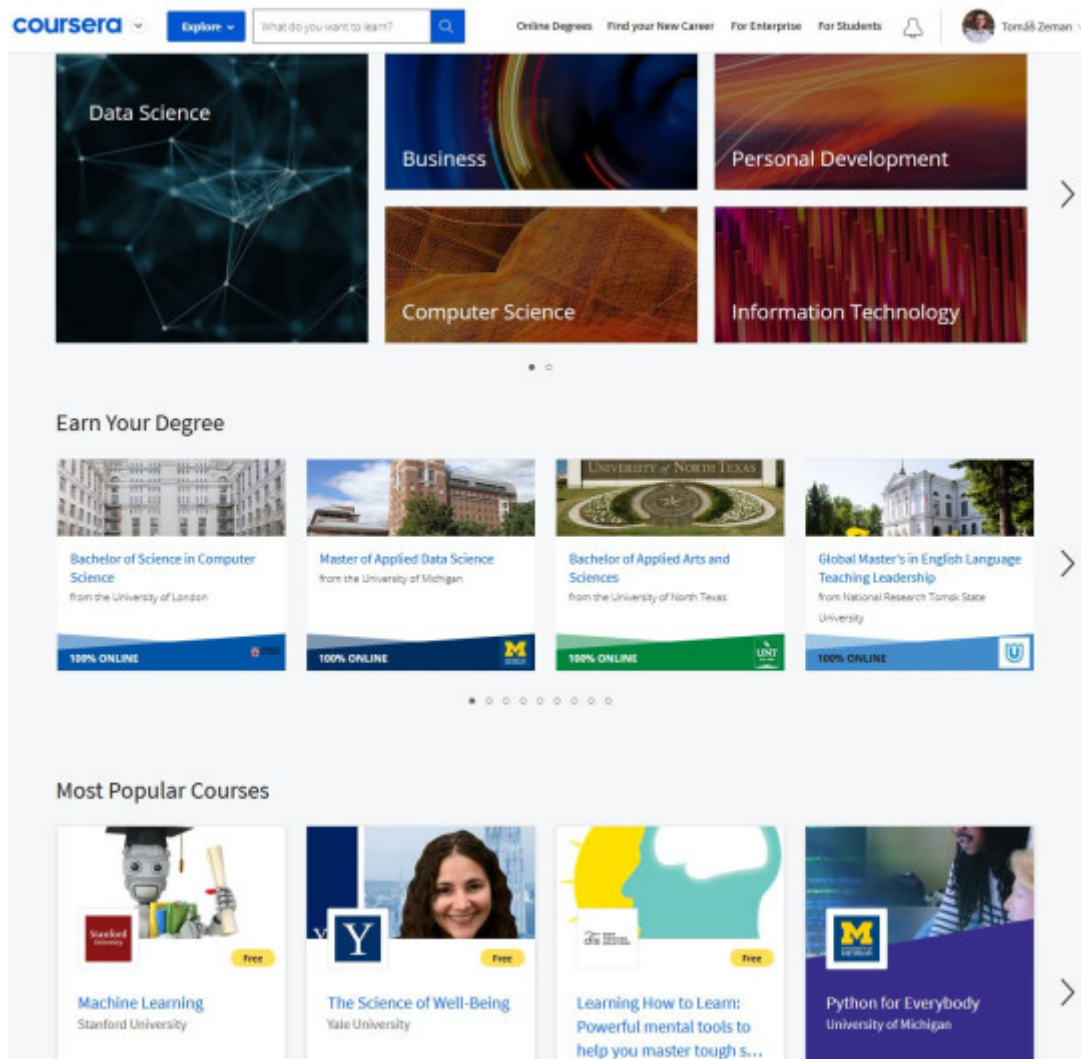 coursera
Explore
What do you want to learn?
Online Degrees Find your New Career For Enterprise For Students
Tomáš Zeman
Data Science
Business
Personal Development
Computer Science
Information Technology
Earn Your Degree
UNIVERSITY of NORTH TEXAS
Bachelor of Science in Computer
Science
from the University of London
100% ONLINE
Master of Applied Data Science
from the University of Michigan
100% ONLINE
M
Bachelor of Applied Arts and
Sciences
from the University of North Texas
100% ONLINE
UNT
Global Master's in English Language
Teaching Leadership
from National Research Tomsk State
University
100% ONLINE
Most Popular Courses
Stanford
University
Free
Machine Learning
Stanford University
Y
Free
The Science of Well-Being
Yale University
Free
Learning How to Learn:
Powerful mental tools to
help you master tough s...
M
Python for Everybody
University of Michigan